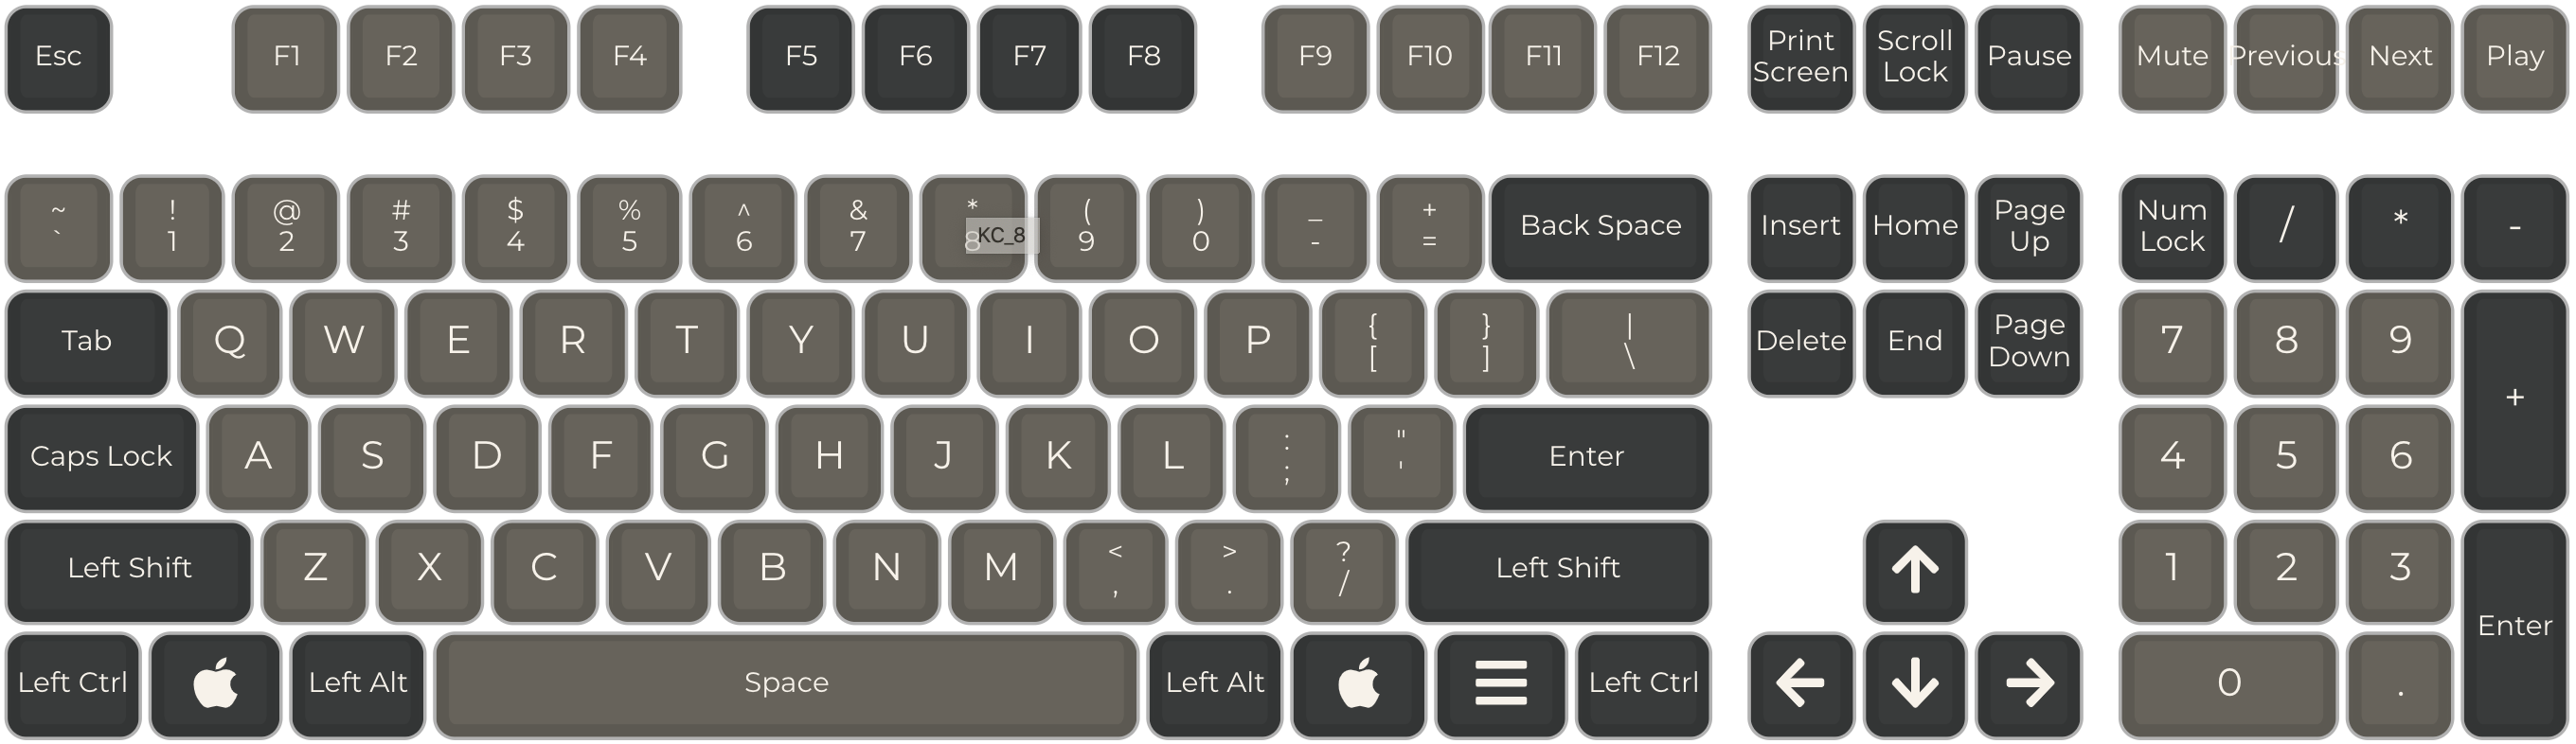 Esc F1 F2 F3 F4 F5 F6 F7 F8 F9 F10 F11 F12 Print Screen Scroll Lock Pause Mute Previous Next Play
~ ` ! 1 @ 2 # 3 $ 4 % 5 ^ 6 & 7 * 8 KC_8 ( 9 ) 0 _ - + = Back Space Insert Home Page Up Num Lock / * -
Tab Q W E R T Y U I O P { [ } ] | \ Delete End Page Down 7 8 9 +
Caps Lock A S D F G H J K L : ; " ' Enter 4 5 6
Left Shift Z X C V B N M < , > . ? / Left Shift 1 2 3 Enter
Left Ctrl Left Alt Space Left Alt Left Ctrl 0 .